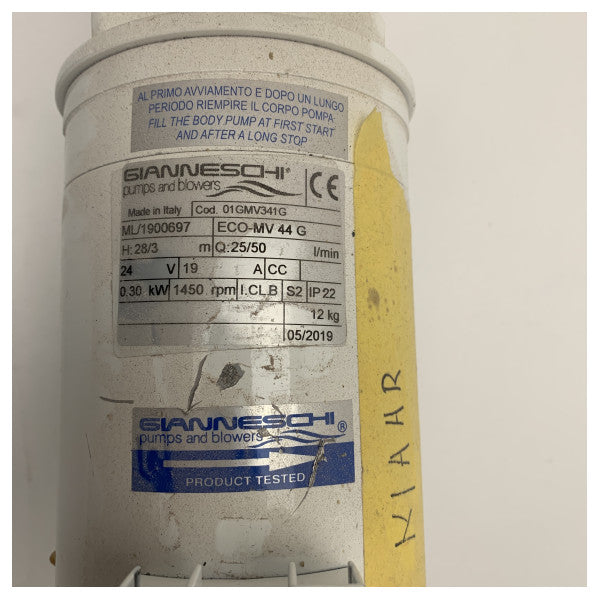 AL PRIMO AVVIAMENTO E DOPO UN LUNGO
PERIODO RIEMPIRE IL CORPO POMPA
FILL THE BODY PUMP AT FIRST START
AND AFTER A LONG STOP
GIANNESCHI®
pumps and blowers
CE
Made in Italy Cod. 01GMV341G
ML/1900697 ECO-MV 44 G
H: 28/3 m Q: 25/50 l/min
24 V 19 A CC
0.30 kW 1450 rpm I.CL.B S2 IP 22
12 kg
05/2019
GIANNESCHI
pumps and blowers ®
PRODUCT TESTED
NIAHR